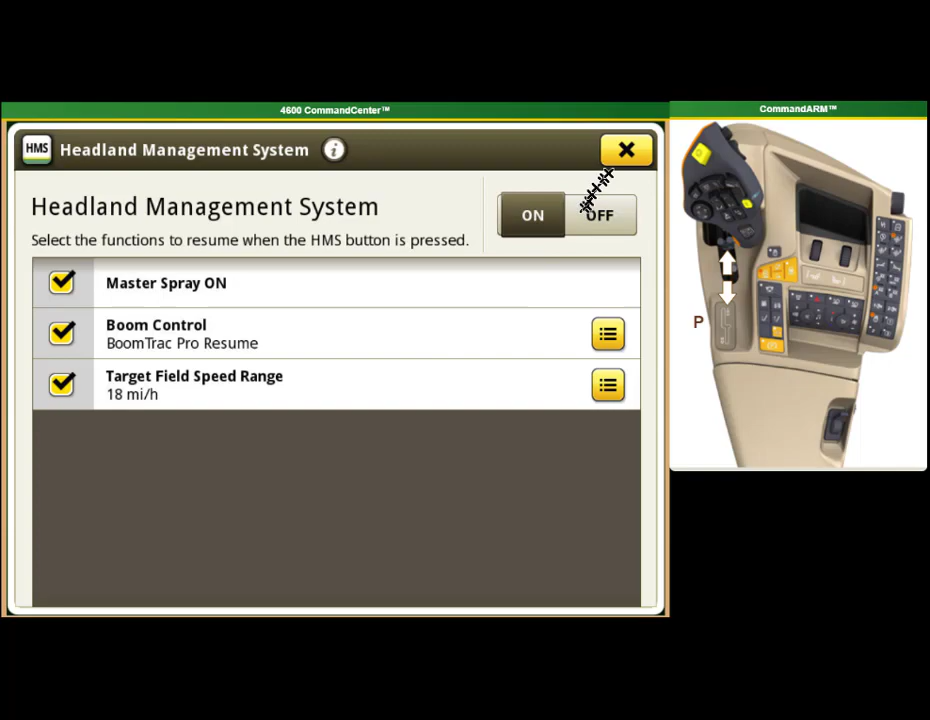 4600 CommandCenter™
CommandARM™
HMS
Headland Management System
Headland Management System
ON
OFF
Select the functions to resume when the HMS button is pressed.
Master Spray ON
Boom Control
BoomTrac Pro Resume
Target Field Speed Range
18 mi/h
P